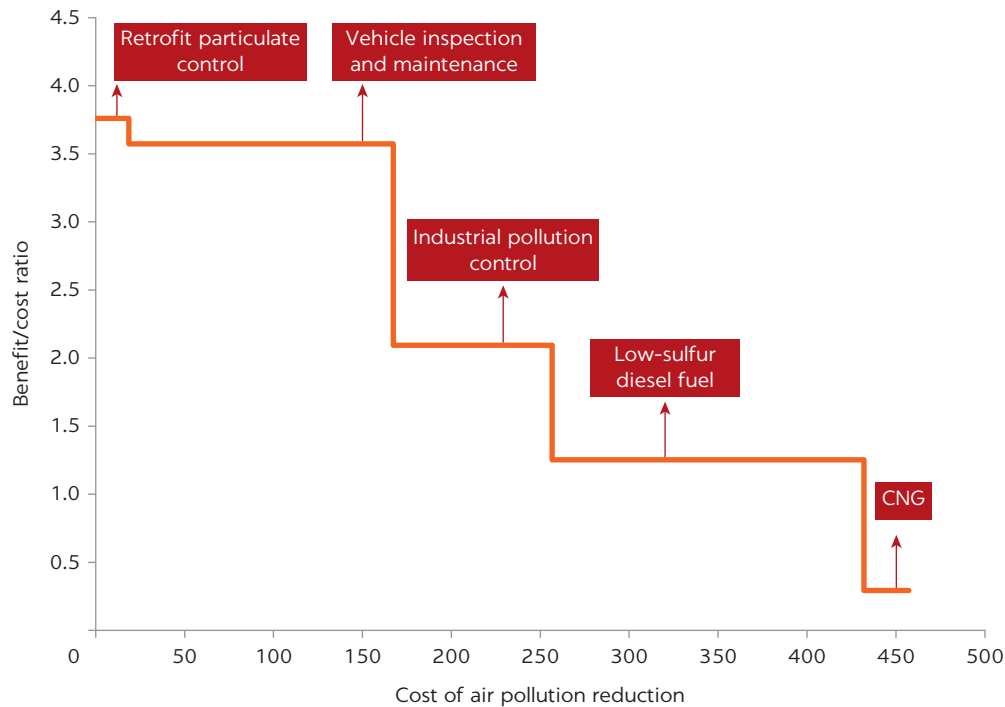 4.5
Retrofit particulate
control
Vehicle inspection
and maintenance
4.0
3.5
3.0
Industrial pollution
control
2.5
2.0
Low-sulfur
diesel fuel
1.5
1.0
CNG
0.5
Benefit/cost ratio
0 50 100 150 200 250 300 350 400 450 500
Cost of air pollution reduction